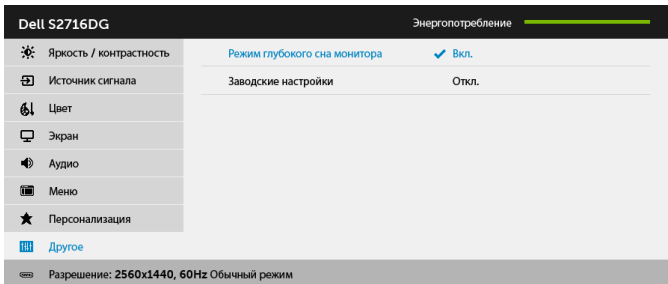 Dell S2716DG Энергопотребление
Яркость / контрастность Режим глубокого сна монитора Вкл.
Источник сигнала Заводские настройки Откл.
Цвет
Экран
Аудио
Меню
Персонализация
Другое
Разрешение: 2560x1440, 60Hz Обычный режим